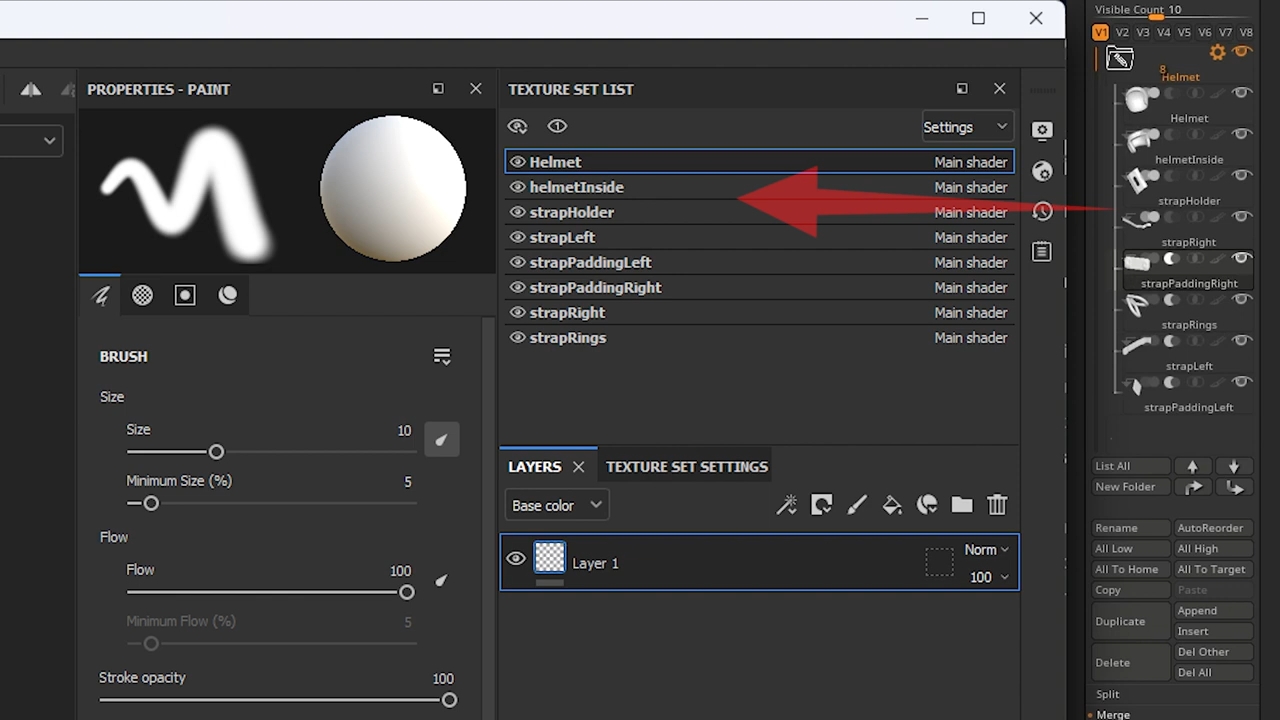 PROPERTIES - PAINT
BRUSH
Size
Size 10
Minimum Size (%) 5
Flow
Flow 100
Minimum Flow (%) 5
Stroke opacity 100
TEXTURE SET LIST
Settings
Helmet Main shader
helmetInside Main shader
strapHolder Main shader
strapLeft Main shader
strapPaddingLeft Main shader
strapPaddingRight Main shader
strapRight Main shader
strapRings Main shader
LAYERS TEXTURE SET SETTINGS
Base color
Layer 1 Norm
100
Visible Count 10
V1 V2 V3 V4 V5 V6 V7 V8
8
Helmet
Helmet
helmetInside
strapHolder
strapRight
strapPaddingRight
strapRings
strapLeft
strapPaddingLeft
List All
New Folder
Rename AutoReorder
All Low All High
All To Home All To Target
Copy Paste
Duplicate Append
Insert
Delete Del Other
Del All
Split
Merge